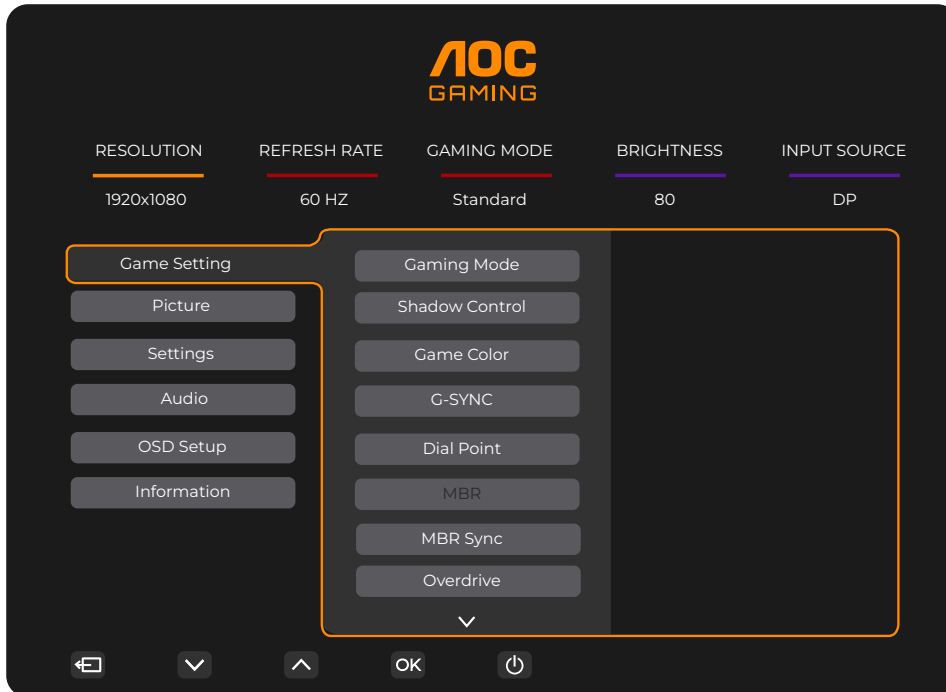 AOC
GAMING
RESOLUTION REFRESH RATE GAMING MODE BRIGHTNESS INPUT SOURCE
1920x1080 60 HZ Standard 80 DP
Game Setting
Picture
Settings
Audio
OSD Setup
Information
Gaming Mode
Shadow Control
Game Color
G-SYNC
Dial Point
MBR
MBR Sync
Overdrive
OK